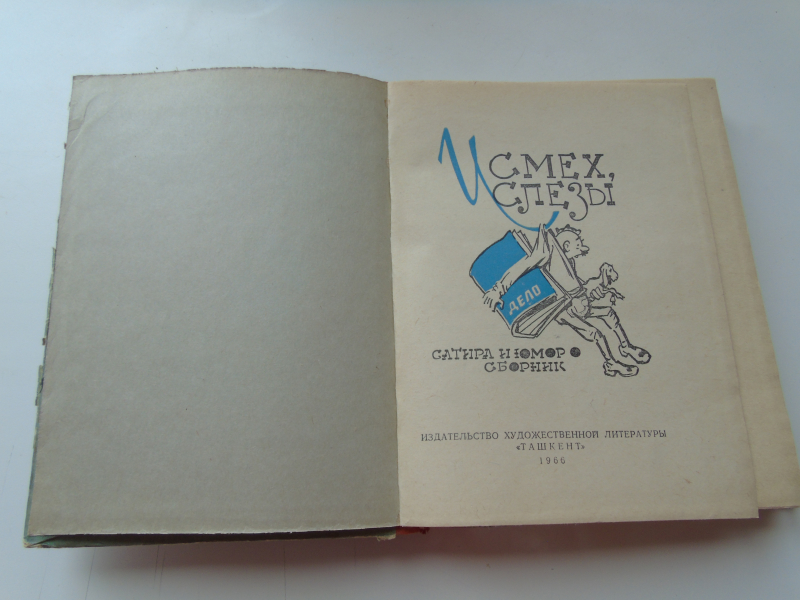 И СМЕХ,
СЛЕЗЫ
ДЕЛО
САТИРА И ЮМОР
СБОРНИК
ИЗДАТЕЛЬСТВО ХУДОЖЕСТВЕННОЙ ЛИТЕРАТУРЫ
«ТАШКЕНТ»
1966